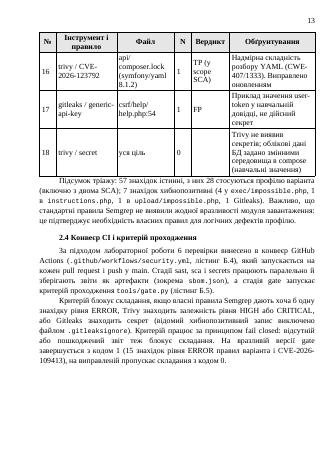 13
№ Інструмент і правило Файл N Вердикт Обґрунтування
16 trivy / CVE-2026-123792 api/composer.lock (symfony/yaml 8.1.2) 1 TP (у scope SCA) Надмірна складність розбору YAML (CWE-407/1333). Виправлено оновленням
17 gitleaks / generic-api-key csrf/help/help.php:54 1 FP Приклад значення user-token у навчальній довідці, не дійсний секрет
18 trivy / secret уся ціль 0 Trivy не виявив секретів; облікові дані БД задано змінними середовища в compose (навчальні значення)
Підсумок тріажу: 57 знахідок істинні, з них 28 стосуються профілю варіанта
(включно з двома SCA); 7 знахідок хибнопозитивні (4 у exec/impossible.php, 1
в instructions.php, 1 в upload/impossible.php, 1 Gitleaks). Важливо, що
стандартні правила Semgrep не виявили жодної вразливості модуля завантаження:
це підтверджує необхідність власних правил для логічних дефектів профілю.
2.4 Конвеєр CI і критерій проходження
За підходом лабораторної роботи 6 перевірки винесено в конвеєр GitHub
Actions (.github/workflows/security.yml, лістинг Б.4), який запускається на
кожен pull request і push у main. Стадії sast, sca і secrets працюють паралельно й
зберігають звіти як артефакти (зокрема sbom.json), а стадія gate запускає
критерій проходження tools/gate.py (лістинг Б.5).
Критерій блокує складання, якщо власні правила Semgrep дають хоча б одну
знахідку рівня ERROR, Trivy знаходить залежність рівня HIGH або CRITICAL,
або Gitleaks знаходить секрет (відомий хибнопозитивний запис виключено
файлом .gitleaksignore). Критерій працює за принципом fail closed: відсутній
або пошкоджений звіт теж блокує складання. На вразливій версії gate
завершується з кодом 1 (15 знахідок рівня ERROR правил варіанта і CVE-2026-
109413), на виправленій пропускає складання з кодом 0.